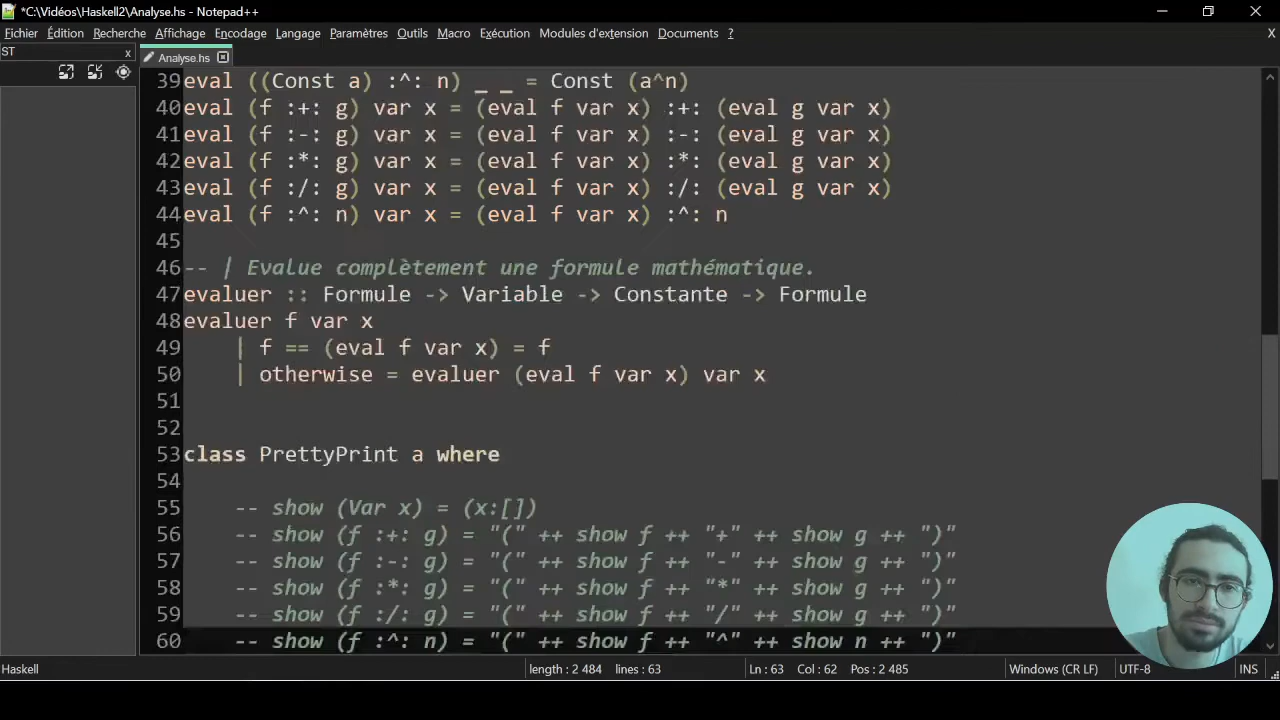 *C:\Vidéos\Haskell2\Analyse.hs - Notepad++
Fichier Édition Recherche Affichage Encodage Langage Paramètres Outils Macro Exécution Modules d'extension Documents ? X
ST x
Analyse.hs
39 eval ((Const a) :^: n) _ _ = Const (a^n)
40 eval (f :+: g) var x = (eval f var x) :+: (eval g var x)
41 eval (f :-: g) var x = (eval f var x) :-: (eval g var x)
42 eval (f :*: g) var x = (eval f var x) :*: (eval g var x)
43 eval (f :/: g) var x = (eval f var x) :/: (eval g var x)
44 eval (f :^: n) var x = (eval f var x) :^: n
45
46 -- | Evalue complètement une formule mathématique.
47 evaluer :: Formule -> Variable -> Constante -> Formule
48 evaluer f var x
49     | f == (eval f var x) = f
50     | otherwise = evaluer (eval f var x) var x
51
52
53 class PrettyPrint a where
54
55     -- show (Var x) = (x:[])
56     -- show (f :+: g) = "(" ++ show f ++ "+" ++ show g ++ ")"
57     -- show (f :-: g) = "(" ++ show f ++ "-" ++ show g ++ ")"
58     -- show (f :*: g) = "(" ++ show f ++ "*" ++ show g ++ ")"
59     -- show (f :/: g) = "(" ++ show f ++ "/" ++ show g ++ ")"
60     -- show (f :^: n) = "(" ++ show f ++ "^" ++ show n ++ ")"
Haskell length : 2 484 lines : 63 Ln : 63 Col : 62 Pos : 2 485 Windows (CR LF) UTF-8 INS